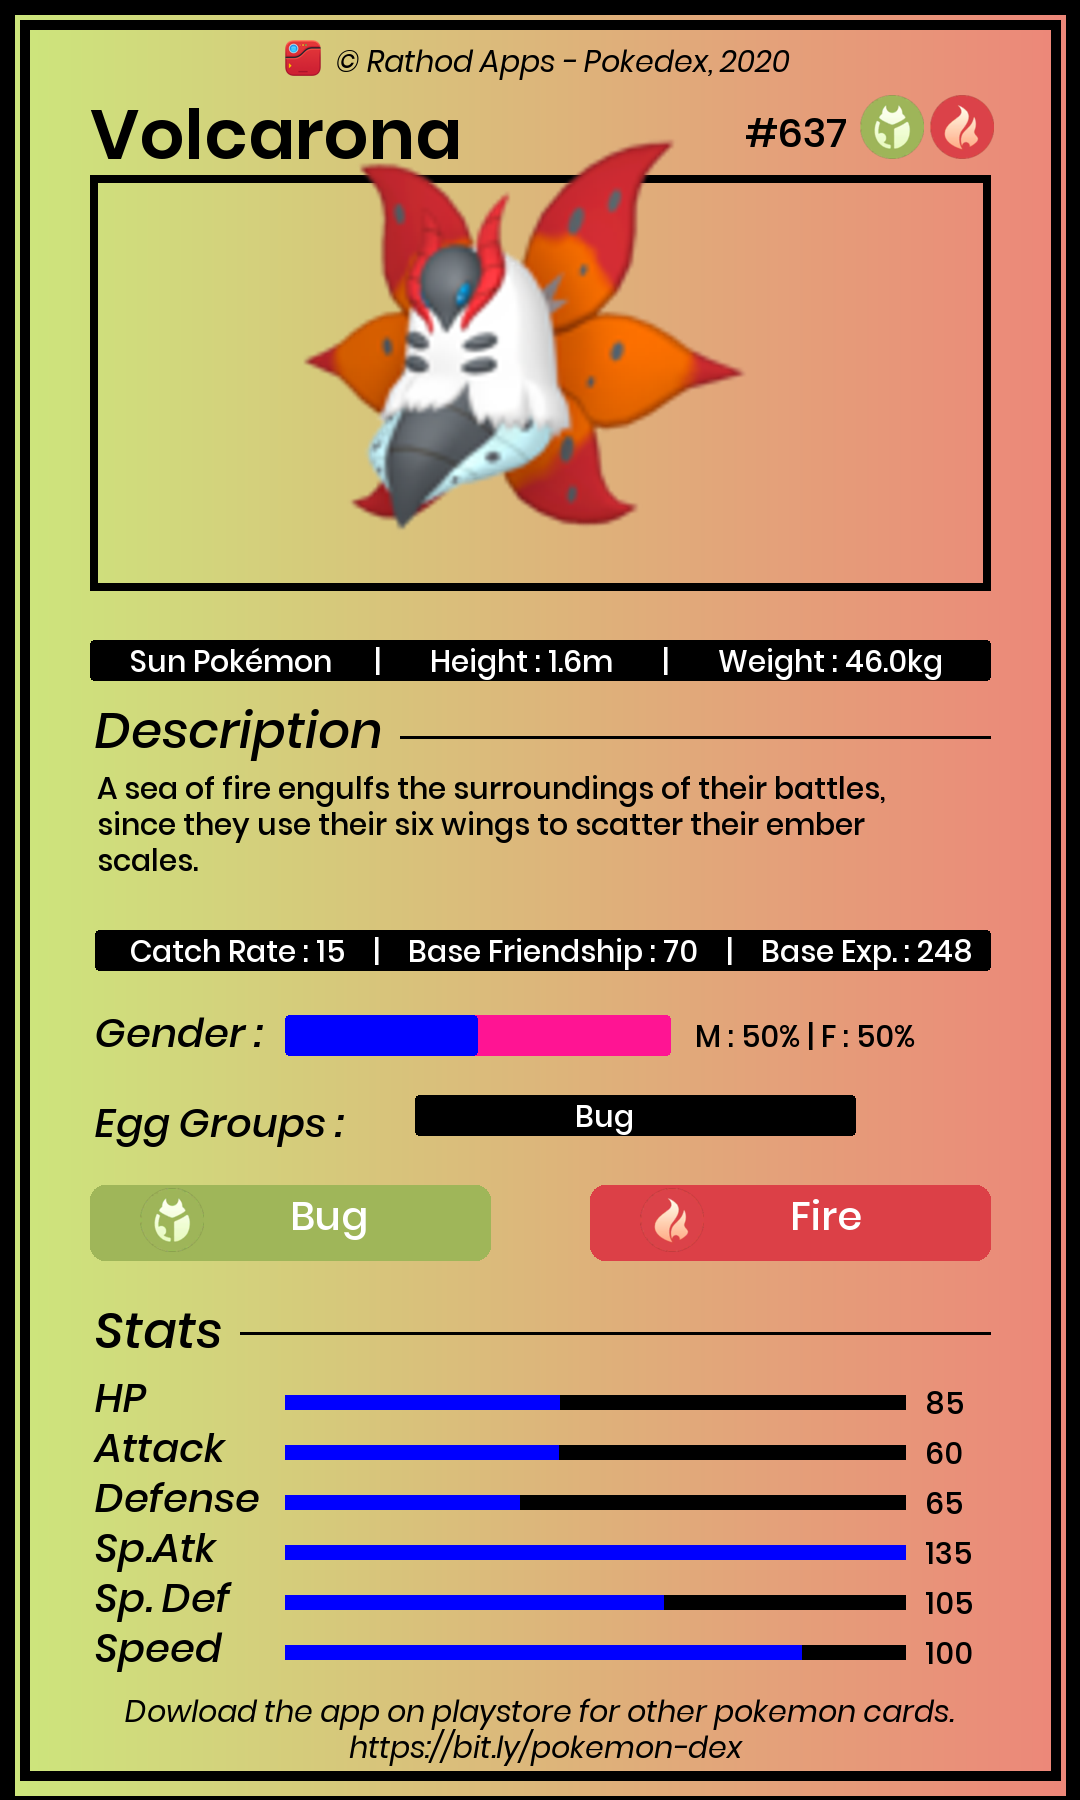 © Rathod Apps - Pokedex, 2020
Volcarona #637
Sun Pokémon | Height : 1.6m | Weight : 46.0kg
Description
A sea of fire engulfs the surroundings of their battles,
since they use their six wings to scatter their ember
scales.
Catch Rate : 15 | Base Friendship : 70 | Base Exp. : 248
Gender : M : 50% | F : 50%
Egg Groups : Bug
Bug Fire
Stats
HP 85
Attack 60
Defense 65
Sp.Atk 135
Sp. Def 105
Speed 100
Dowload the app on playstore for other pokemon cards.
https://bit.ly/pokemon-dex